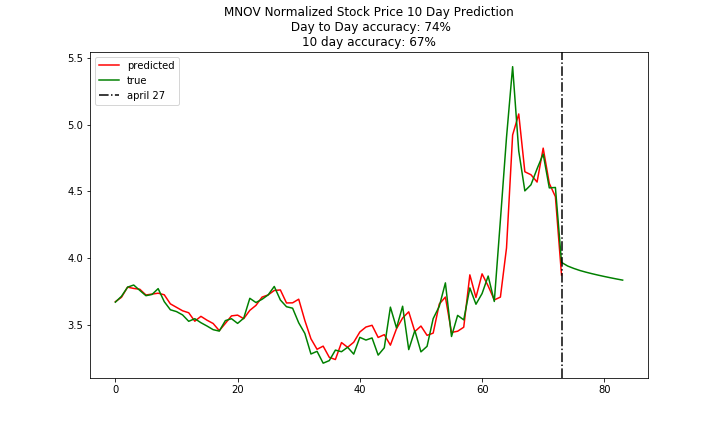 MNOV Normalized Stock Price 10 Day Prediction
Day to Day accuracy: 74%
10 day accuracy: 67%
5.5
5.0
4.5
4.0
3.5
predicted
true
april 27
0
20
40
60
80